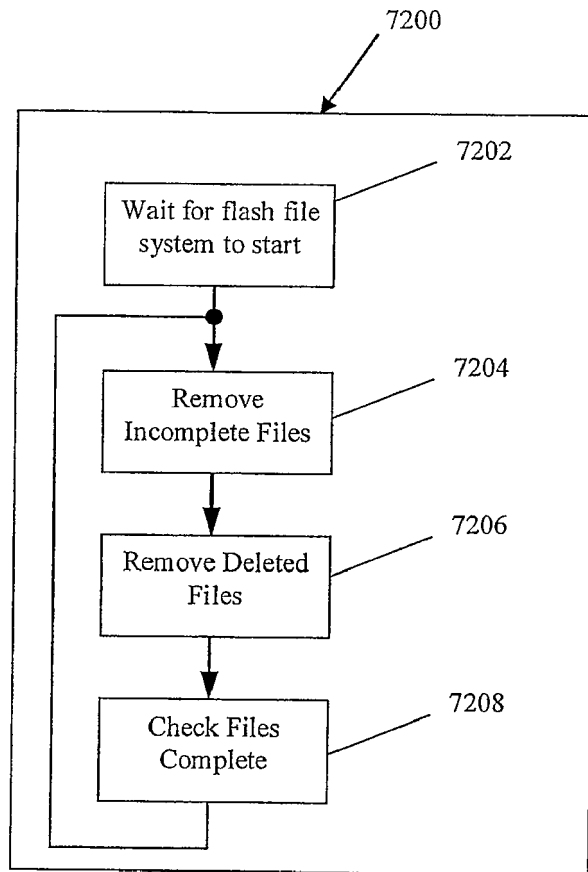 7200
7202
Wait for flash file
system to start
7204
Remove
Incomplete Files
7206
Remove Deleted
Files
7208
Check Files
Complete